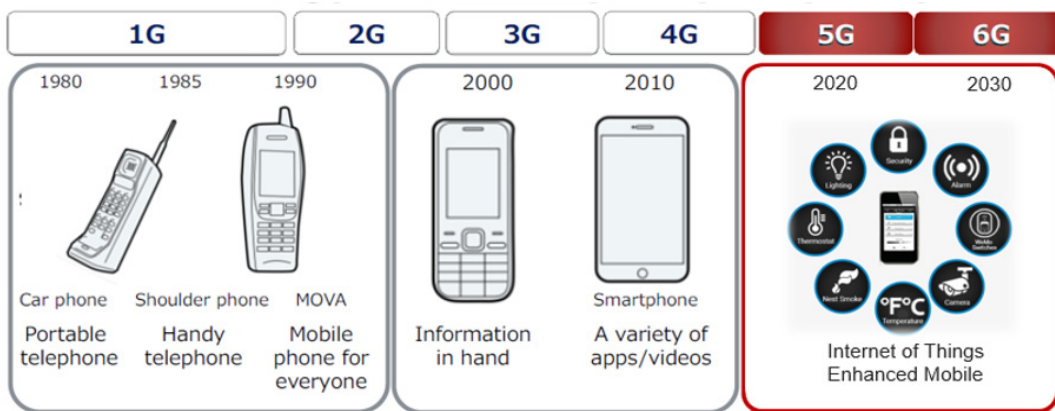 1G 2G 3G 4G 5G 6G
1980 1985 1990
Car phone Shoulder phone MOVA
Portable telephone
Handy telephone
Mobile phone for everyone
2000 2010
Smartphone
Information in hand
A variety of apps/videos
2020 2030
Security
Lighting
Alarm
Thermostat
WeMo Switches
Nest Smoke
Camera
°F°C
Temperature
Internet of Things
Enhanced Mobile